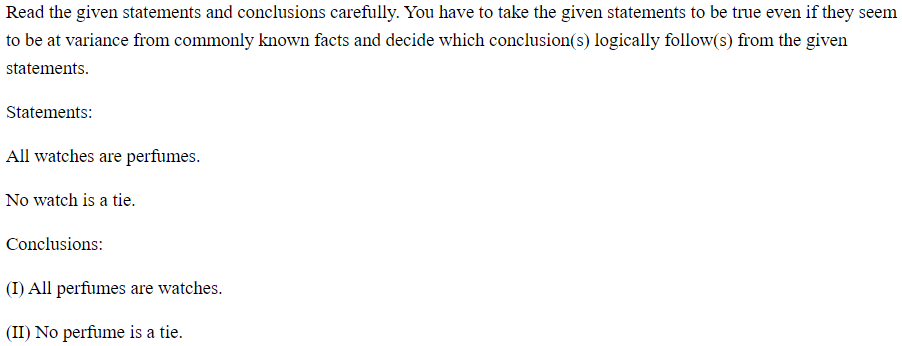 Read the given statements and conclusions carefully. You have to take the given statements to be true even if they seem
to be at variance from commonly known facts and decide which conclusion(s) logically follow(s) from the given
statements.
Statements:
All watches are perfumes.
No watch is a tie.
Conclusions:
(I) All perfumes are watches.
(II) No perfume is a tie.